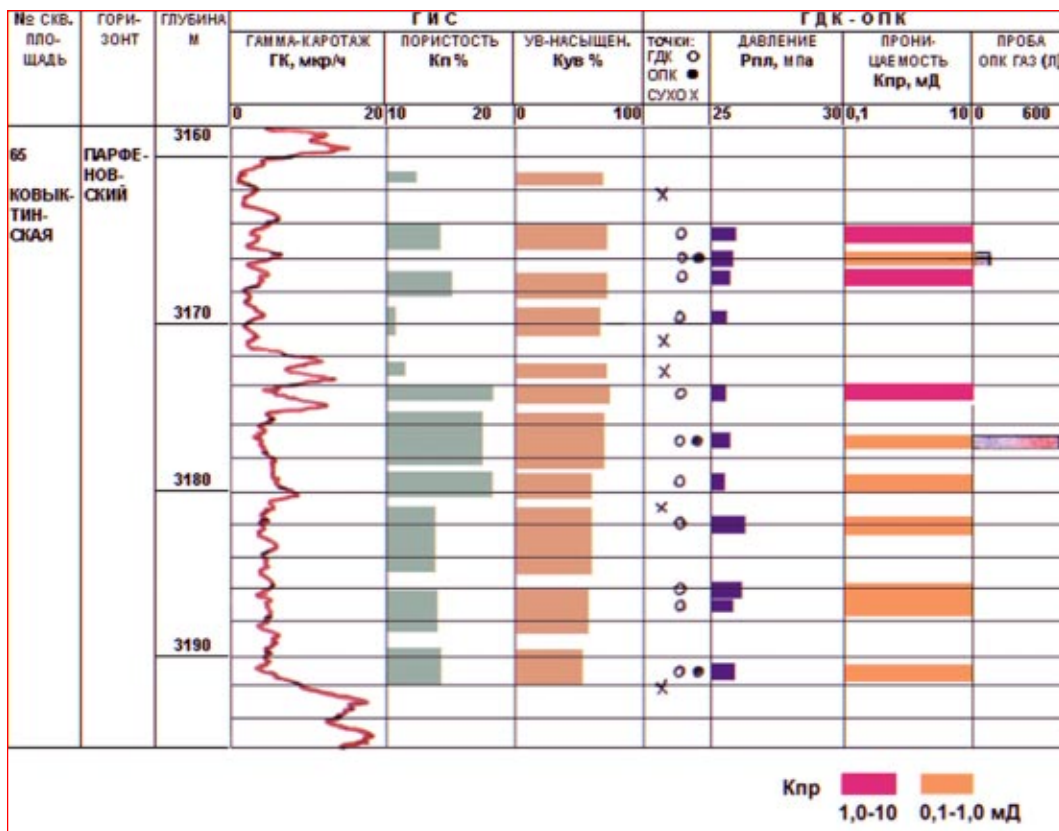 № СКВ.
ПЛО-
ЩАДЬ
ГОРИ-
ЗОНТ
ГЛУБИНА
М
ГИС
ГАММА-КАРОТАЖ
ГК, мкр/ч
ПОРИСТОСТЬ
Кп %
УВ-НАСЫЩЕН.
Кув %
ГДК-ОПК
ТОЧКИ:
ГДК
ОПК
СУХО X
ДАВЛЕНИЕ
Рпл, мпа
ПРОНИ-
ЦАЕМОСТЬ
Кпр, мД
ПРОБА
ОПК ГАЗ (Л)
0 20 10 20 0 100 25 30 0,1 10 0 600
65
КОВЫК-
ТИН-
СКАЯ
ПАРФЕ-
НОВ-
СКИЙ
3160
3170
3180
3190
Кпр
1,0-10 0,1-1,0 мД